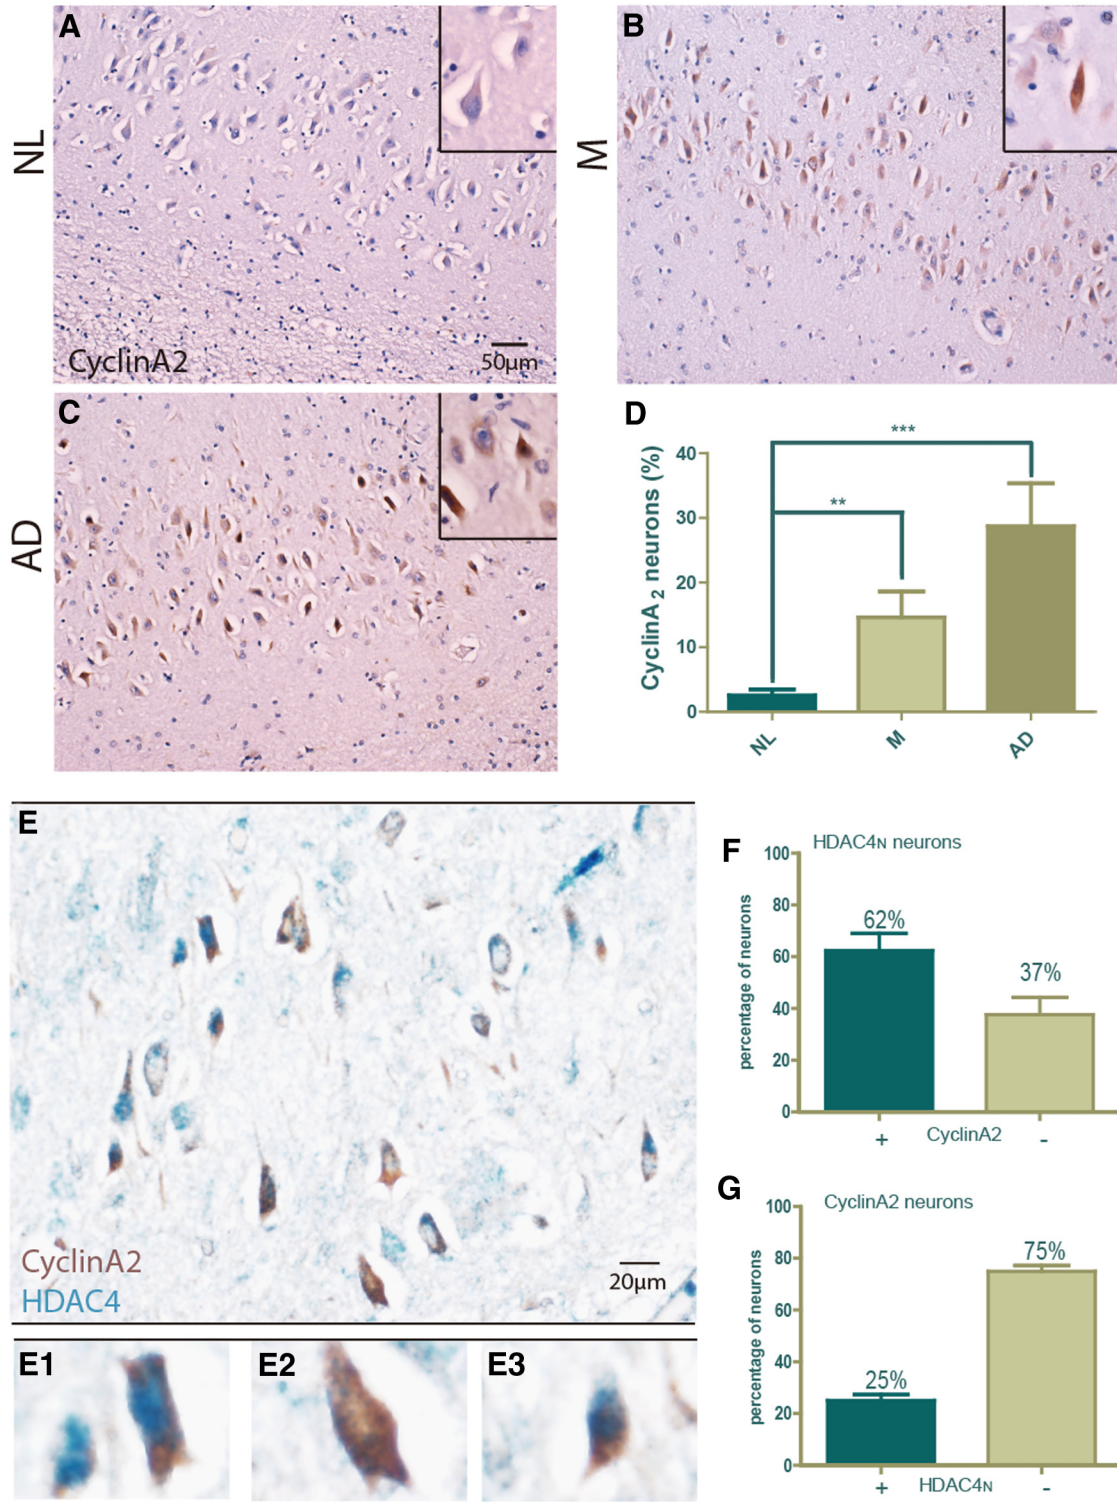 A
NL
CyclinA2
50µm
B
M
C
AD
D
CyclinA2 neurons (%)
40
30
20
10
0
***
**
NL
M
AD
E
CyclinA2
HDAC4
20µm
E1
E2
E3
F
HDAC4N neurons
percentage of neurons
100
80
60
40
20
0
62%
37%
+ CyclinA2 -
G
CyclinA2 neurons
percentage of neurons
100
80
60
40
20
0
25%
75%
+ HDAC4N -